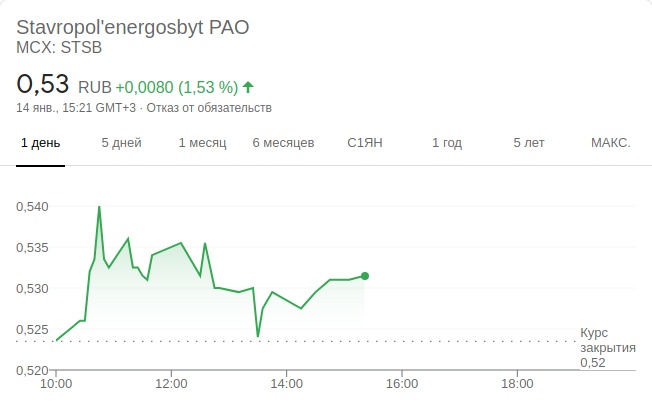 Stavropol'energosbyt PAO
MCX: STSB
0,53 RUB +0,0080 (1,53 %)
14 янв., 15:21 GMT+3 · Отказ от обязательств
1 день 5 дней 1 месяц 6 месяцев С1ЯН 1 год 5 лет МАКС.
0,540
0,535
0,530
0,525
Курс
закрытия
0,52
0,520
10:00 12:00 14:00 16:00 18:00